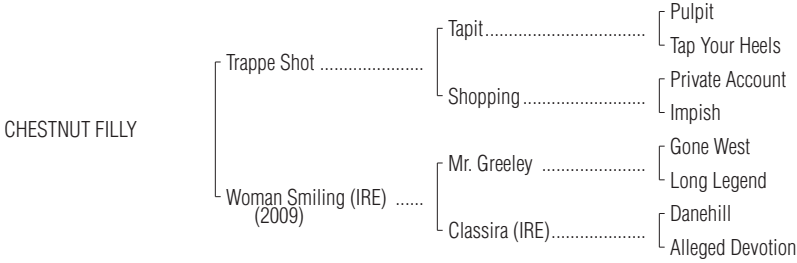 Pulpit
Tapit..................................
Tap Your Heels
Trappe Shot ......................
Private Account
Shopping..........................
Impish
CHESTNUT FILLY
Gone West
Mr. Greeley ......................
Long Legend
Woman Smiling (IRE) ......
(2009)
Danehill
Classira (IRE)....................
Alleged Devotion